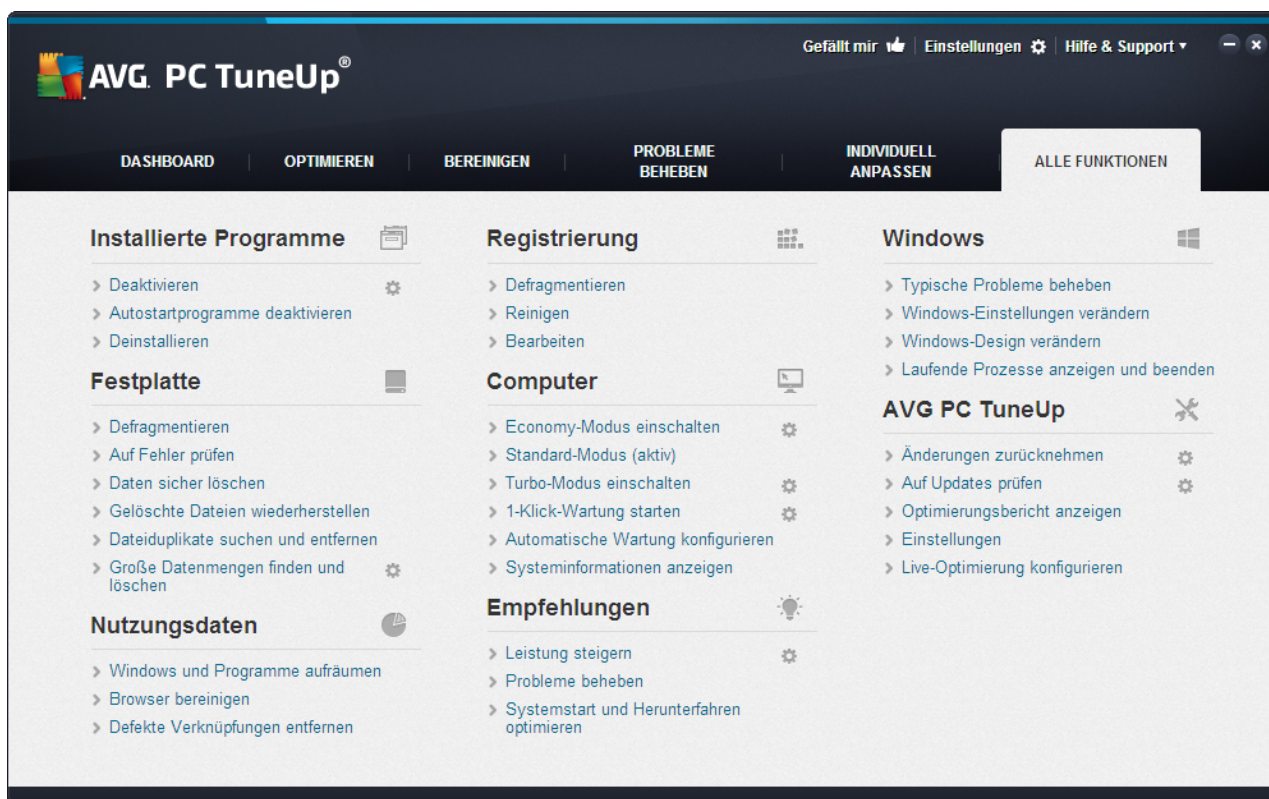 Gefällt mir | Einstellungen | Hilfe & Support
AVG. PC TuneUp®
DASHBOARD
OPTIMIEREN
BEREINIGEN
PROBLEME
BEHEBEN
INDIVIDUELL
ANPASSEN
ALLE FUNKTIONEN
Installierte Programme
Deaktivieren
Autostartprogramme deaktivieren
Deinstallieren
Festplatte
Defragmentieren
Auf Fehler prüfen
Daten sicher löschen
Gelöschte Dateien wiederherstellen
Dateiduplikate suchen und entfernen
Große Datenmengen finden und
löschen
Nutzungsdaten
Windows und Programme aufräumen
Browser bereinigen
Defekte Verknüpfungen entfernen
Registrierung
Defragmentieren
Reinigen
Bearbeiten
Computer
Economy-Modus einschalten
Standard-Modus (aktiv)
Turbo-Modus einschalten
1-Klick-Wartung starten
Automatische Wartung konfigurieren
Systeminformationen anzeigen
Empfehlungen
Leistung steigern
Probleme beheben
Systemstart und Herunterfahren
optimieren
Windows
Typische Probleme beheben
Windows-Einstellungen verändern
Windows-Design verändern
Laufende Prozesse anzeigen und beenden
AVG PC TuneUp
Änderungen zurücknehmen
Auf Updates prüfen
Optimierungsbericht anzeigen
Einstellungen
Live-Optimierung konfigurieren